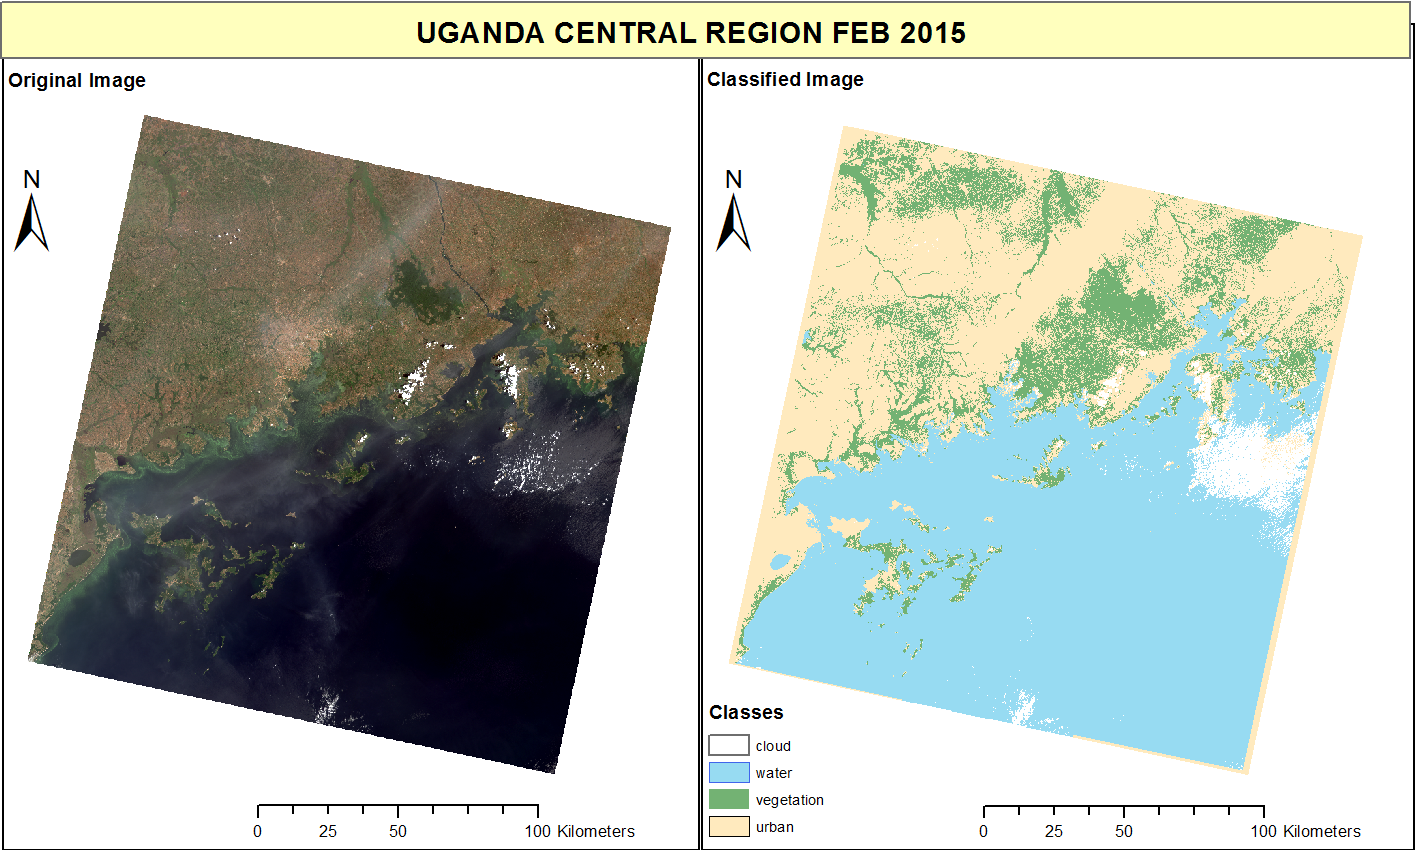 UGANDA CENTRAL REGION FEB 2015
Original Image
N
0 25 50 100 Kilometers
Classified Image
N
Classes
cloud
water
vegetation
urban
0 25 50 100 Kilometers